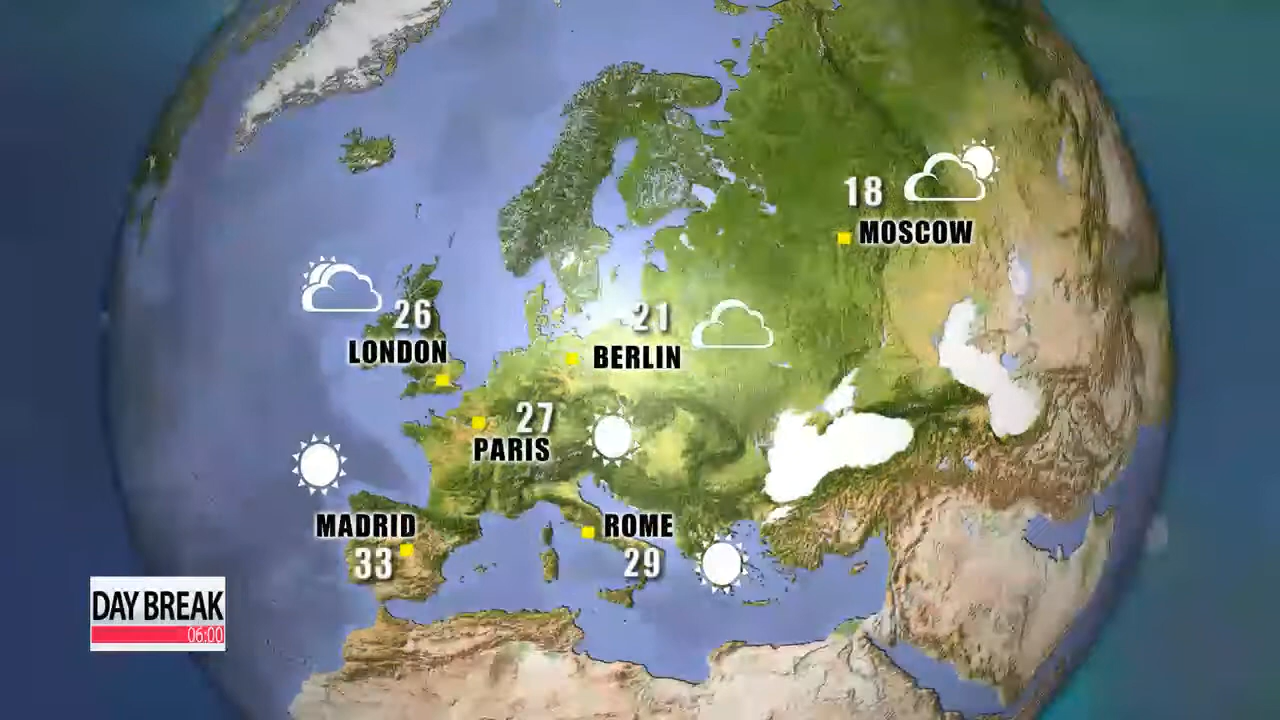 18
MOSCOW
26
LONDON
21
BERLIN
27
PARIS
MADRID
33
ROME
29
DAY BREAK
06:00